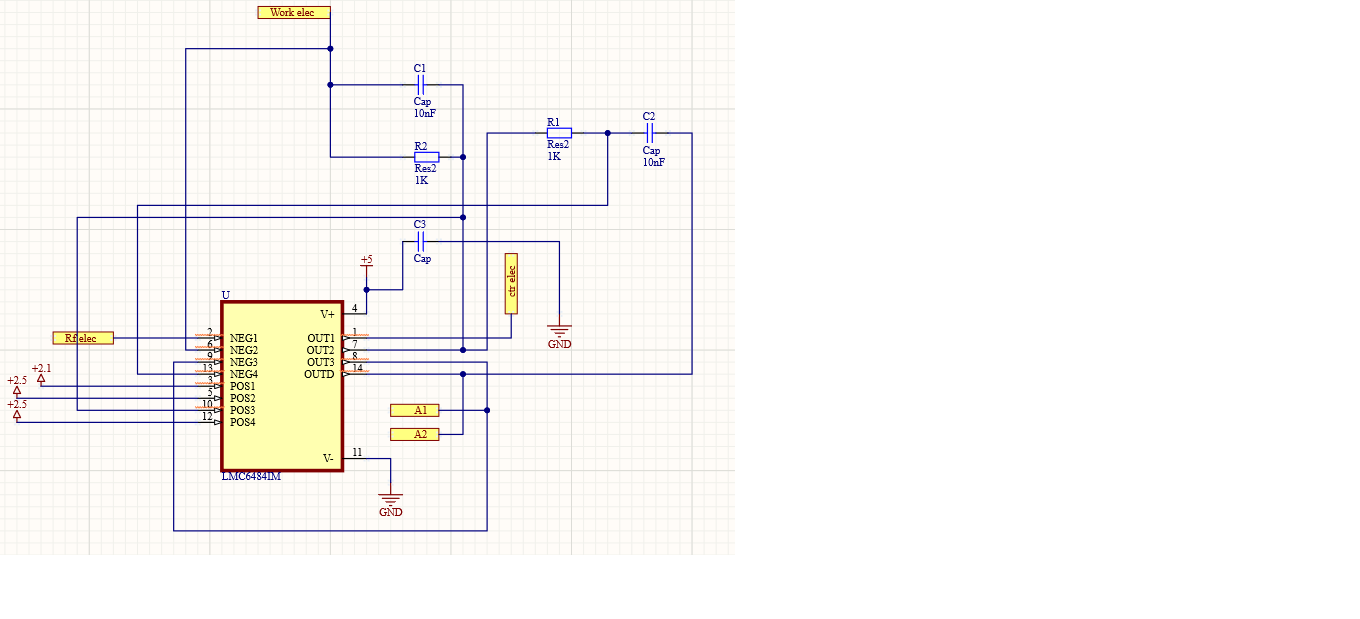 Work elec
C1
Cap
10nF
R2
Res2
1K
R1
Res2
1K
C2
Cap
10nF
C3
Cap
+5
ctr elec
GND
U
V+ 4
Rf elec
2 NEG1 OUT1 1
6 NEG2 OUT2 7
9 NEG3 OUT3 8
13 NEG4 OUTD 14
+2.1
3 POS1
+2.5
5 POS2
+2.5
10 POS3
12 POS4
A1
A2
V- 11
LMC6484IM
GND